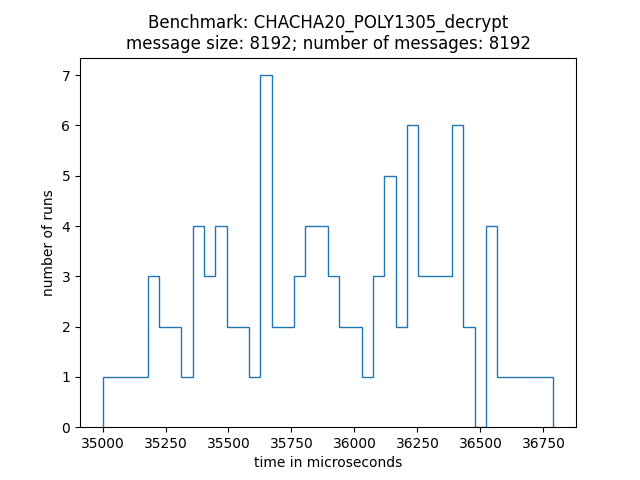 Benchmark: CHACHA20_POLY1305_decrypt
message size: 8192; number of messages: 8192
7
6
5
4
3
2
1
0
number of runs
35000 35250 35500 35750 36000 36250 36500 36750
time in microseconds